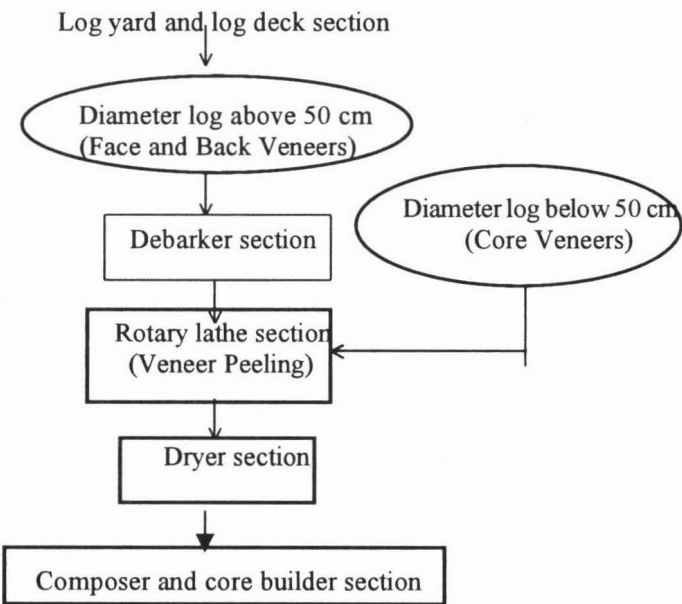 Log yard and log deck section
Diameter log above 50 cm
(Face and Back Veneers)
Diameter log below 50 cm
(Core Veneers)
Debarker section
Rotary lathe section
(Veneer Peeling)
Dryer section
Composer and core builder section